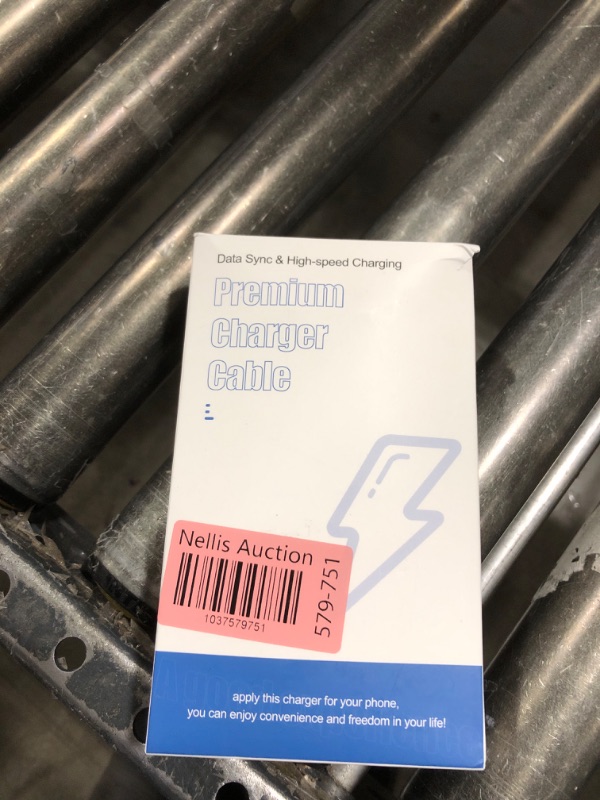 Data Sync & High-speed Charging
Premium
Charger
Cable
Nellis Auction
1037579751
579-751
apply this charger for your phone,
you can enjoy convenience and freedom in your life!